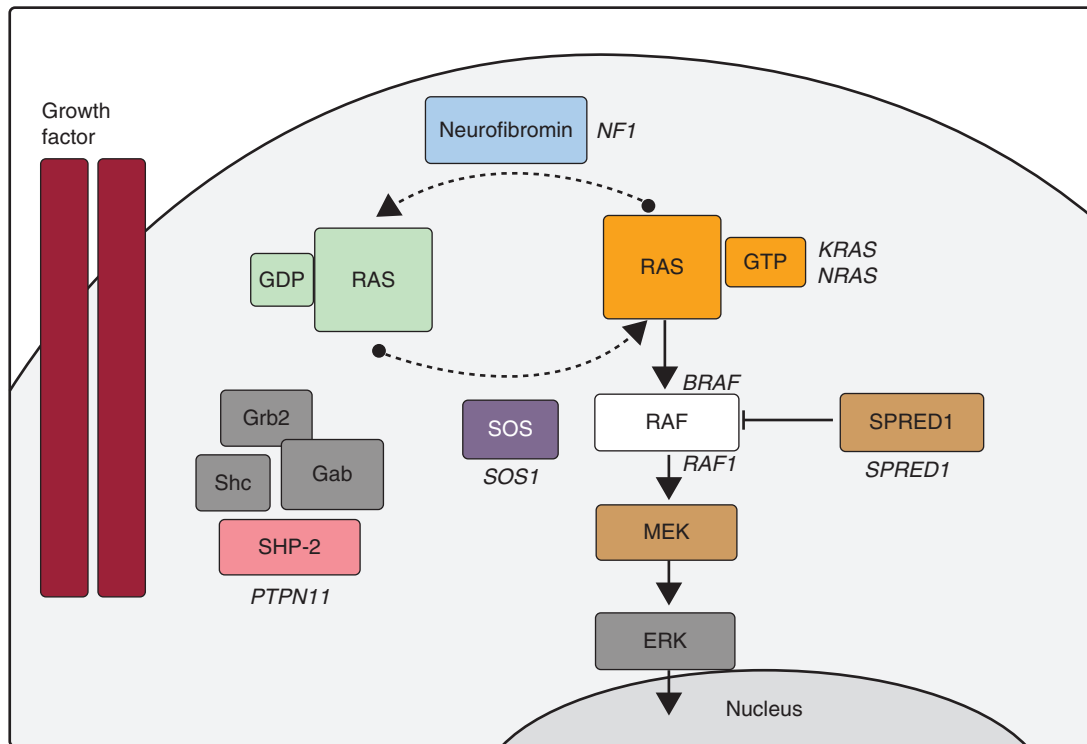 Growth
factor
Neurofibromin
NF1
GDP
RAS
RAS
GTP
KRAS
NRAS
BRAF
Grb2
SOS
RAF
SPRED1
Shc
Gab
SOS1
RAF1
SPRED1
SHP-2
MEK
PTPN11
ERK
Nucleus